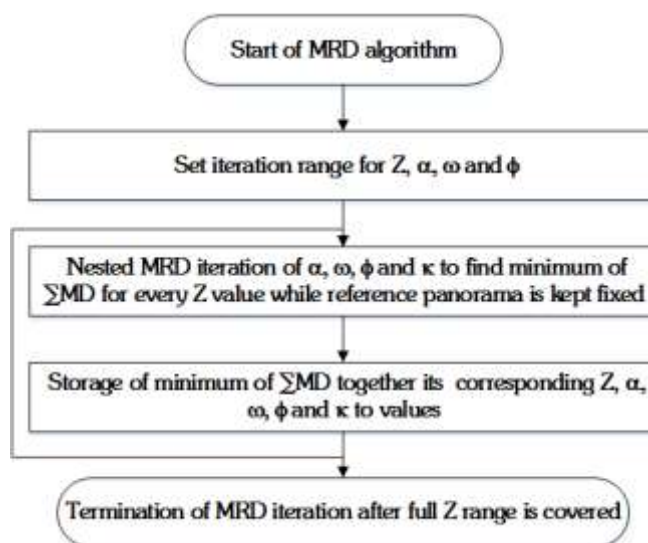 Start of MRD algorithm
Set iteration range for Z, α, ω and ϕ
Nested MRD iteration of α, ω, ϕ and κ to find minimum of
∑MD for every Z value while reference panorama is kept fixed
Storage of minimum of ∑MD together its corresponding Z, α,
ω, ϕ and κ to values
Termination of MRD iteration after full Z range is covered